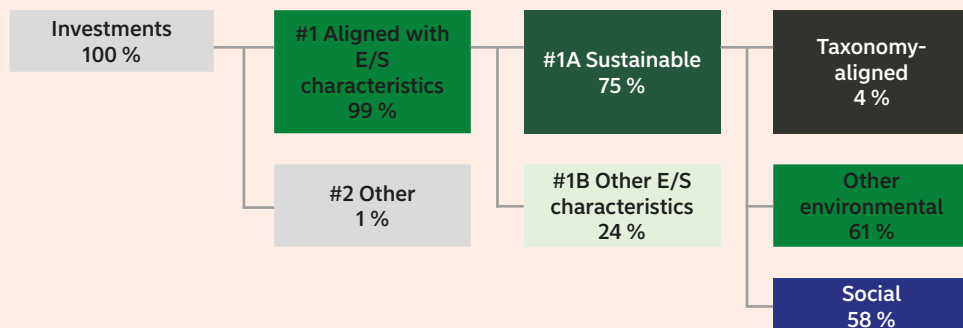 Investments
100 %
#1 Aligned with
E/S
characteristics
99 %
#1A Sustainable
75 %
Taxonomy-
aligned
4 %
#2 Other
1 %
#1B Other E/S
characteristics
24 %
Other
environmental
61 %
Social
58 %